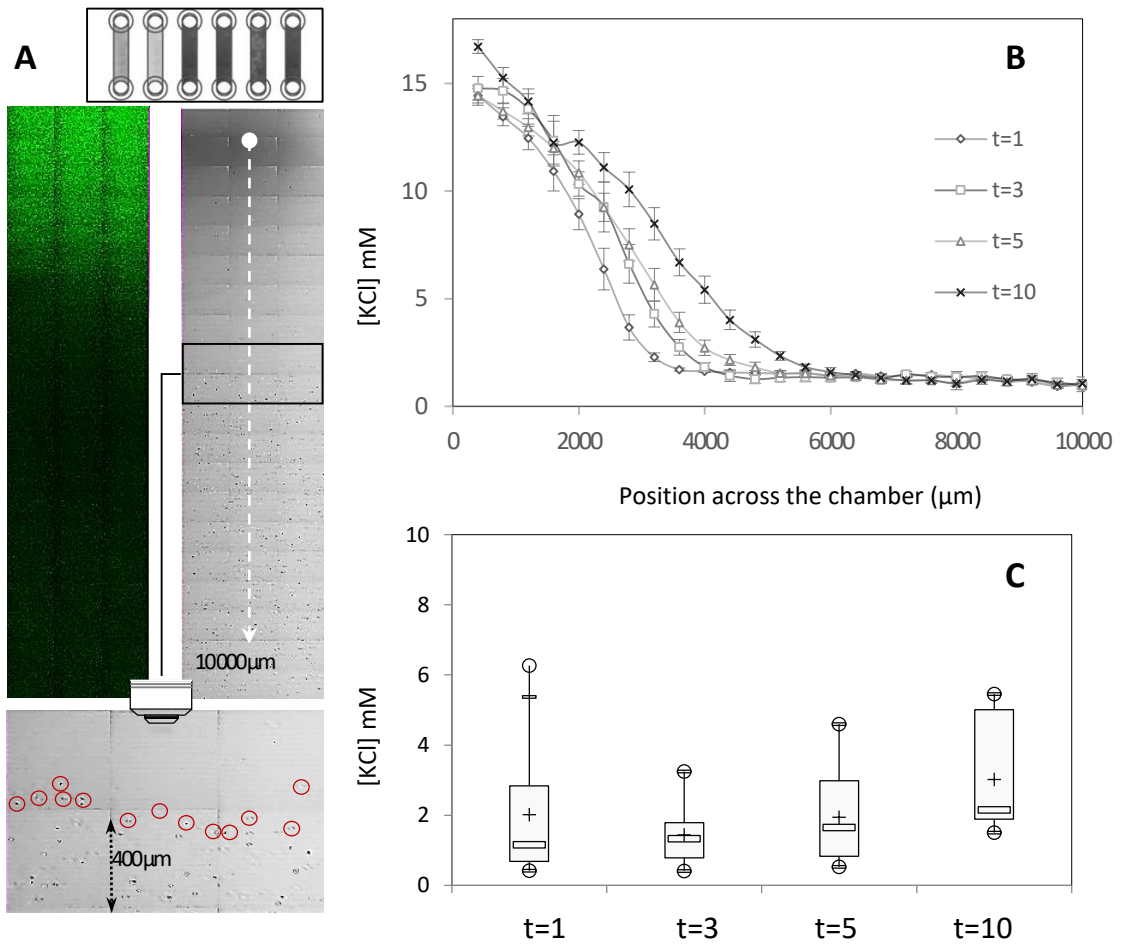 A
10000µm
400µm
B
15
10
5
0
[KCl] mM
t=1
t=3
t=5
t=10
0
2000
4000
6000
8000
10000
Position across the chamber (µm)
C
10
8
6
4
2
0
[KCl] mM
t=1
t=3
t=5
t=10